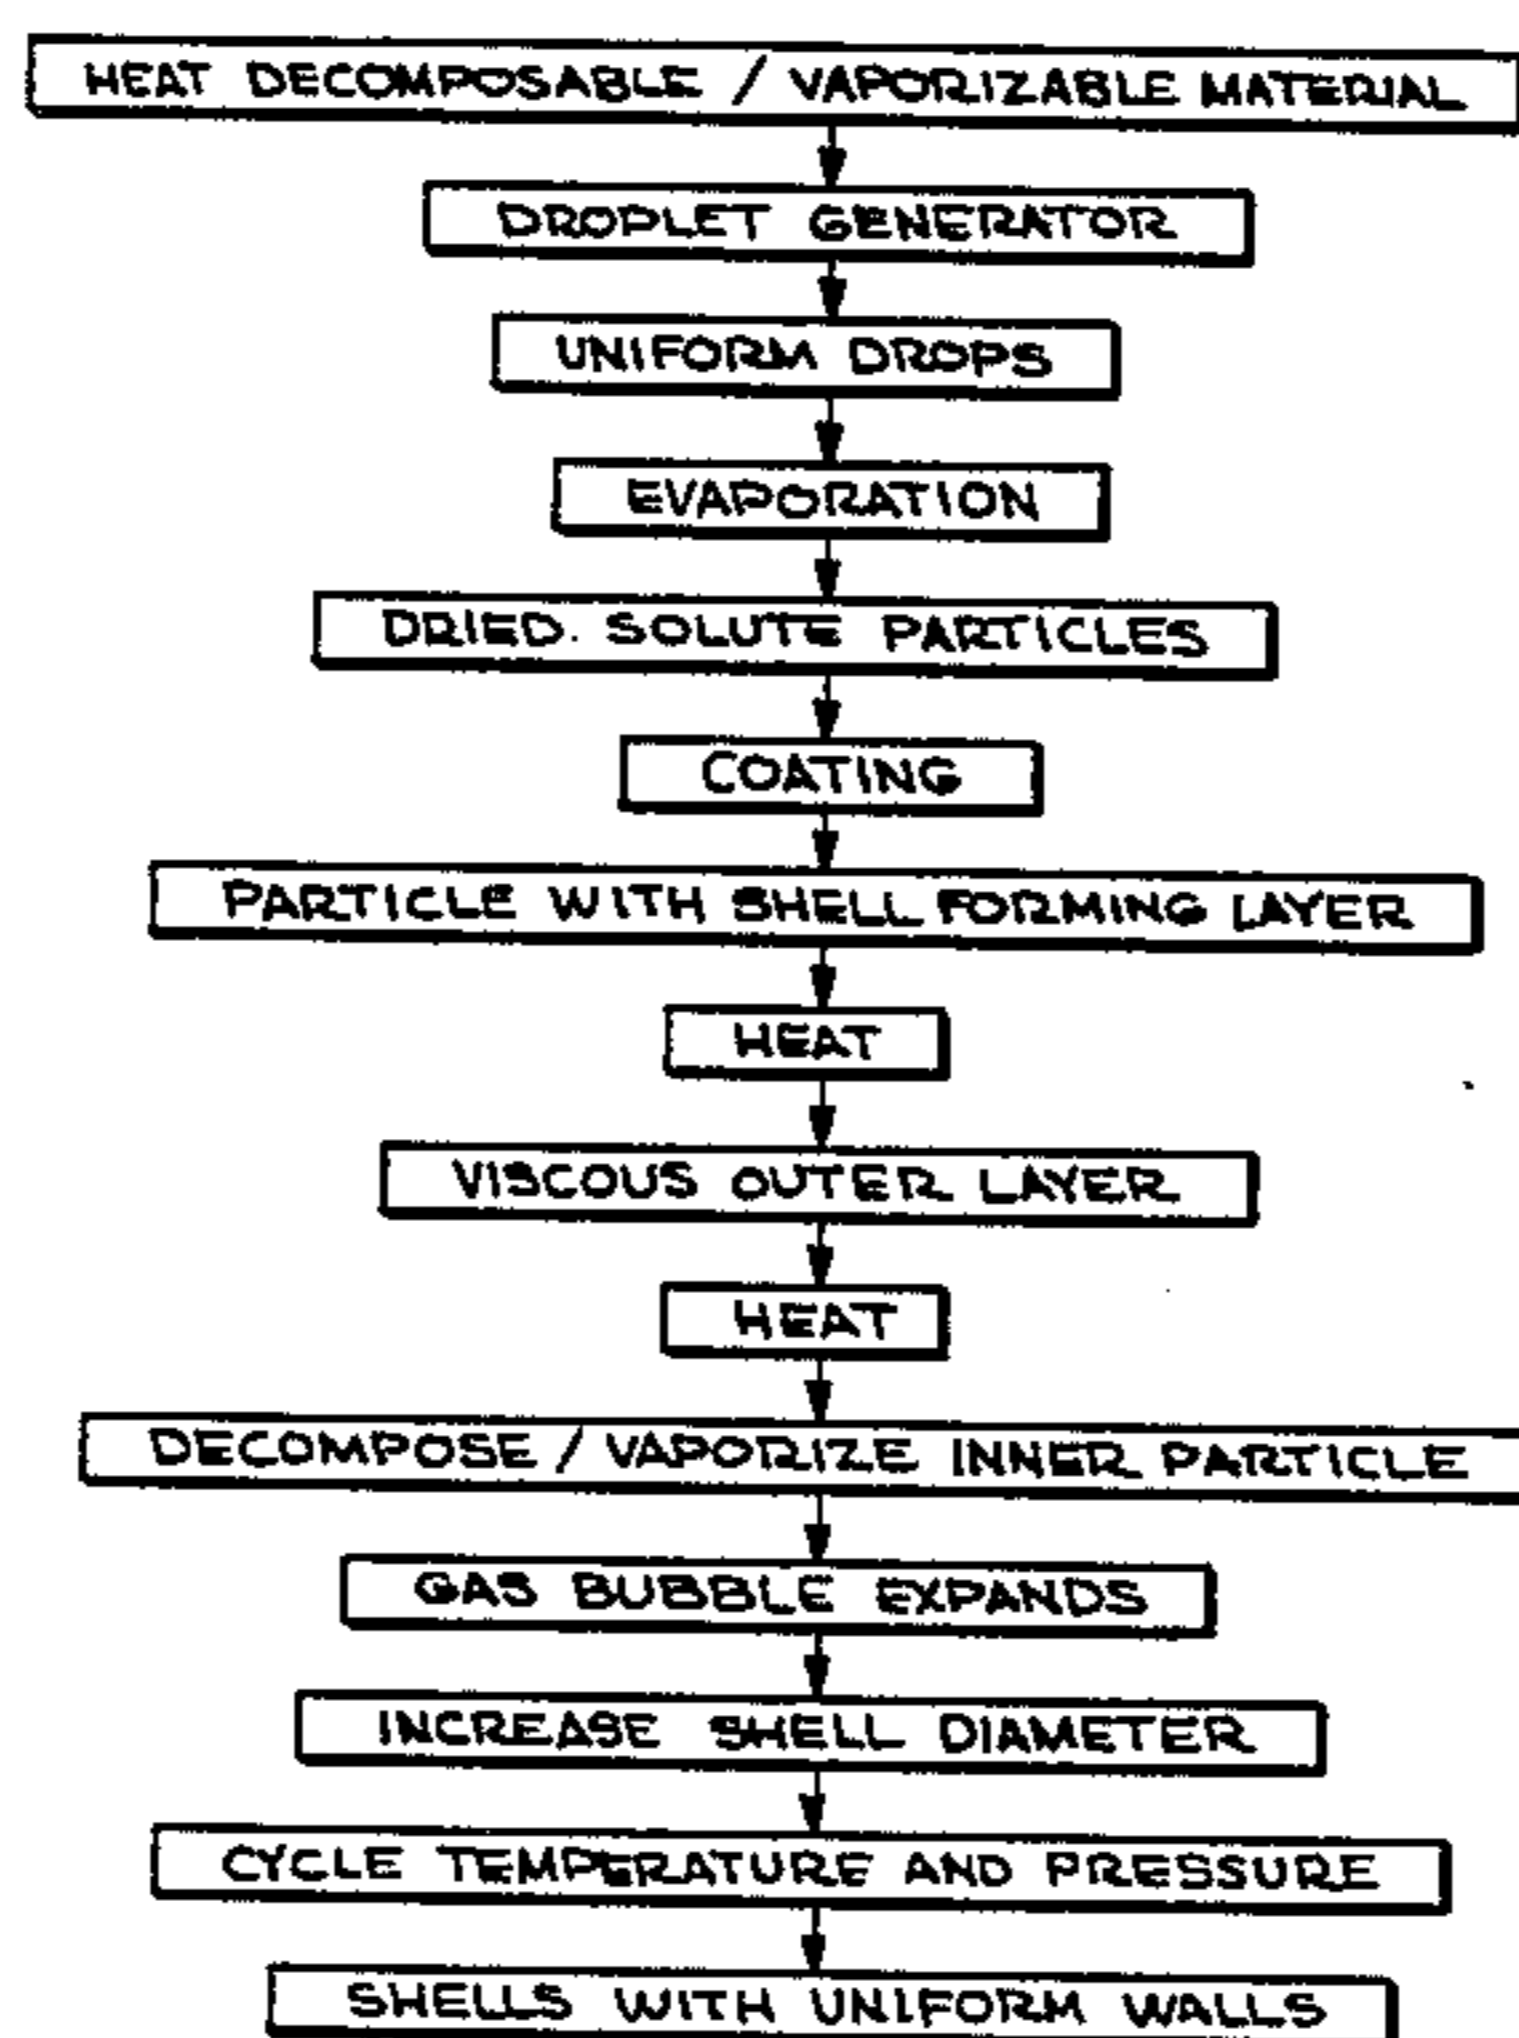 HEAT DECOMPOSABLE / VAPORIZABLE MATERIAL
DROPLET GENERATOR
UNIFORM DROPS
EVAPORATION
DRIED SOLUTE PARTICLES
COATING
PARTICLE WITH SHELL FORMING LAYER
HEAT
VISCOUS OUTER LAYER
HEAT
DECOMPOSE / VAPORIZE INNER PARTICLE
GAS BUBBLE EXPANDS
INCREASE SHELL DIAMETER
CYCLE TEMPERATURE AND PRESSURE
SHELLS WITH UNIFORM WALLS